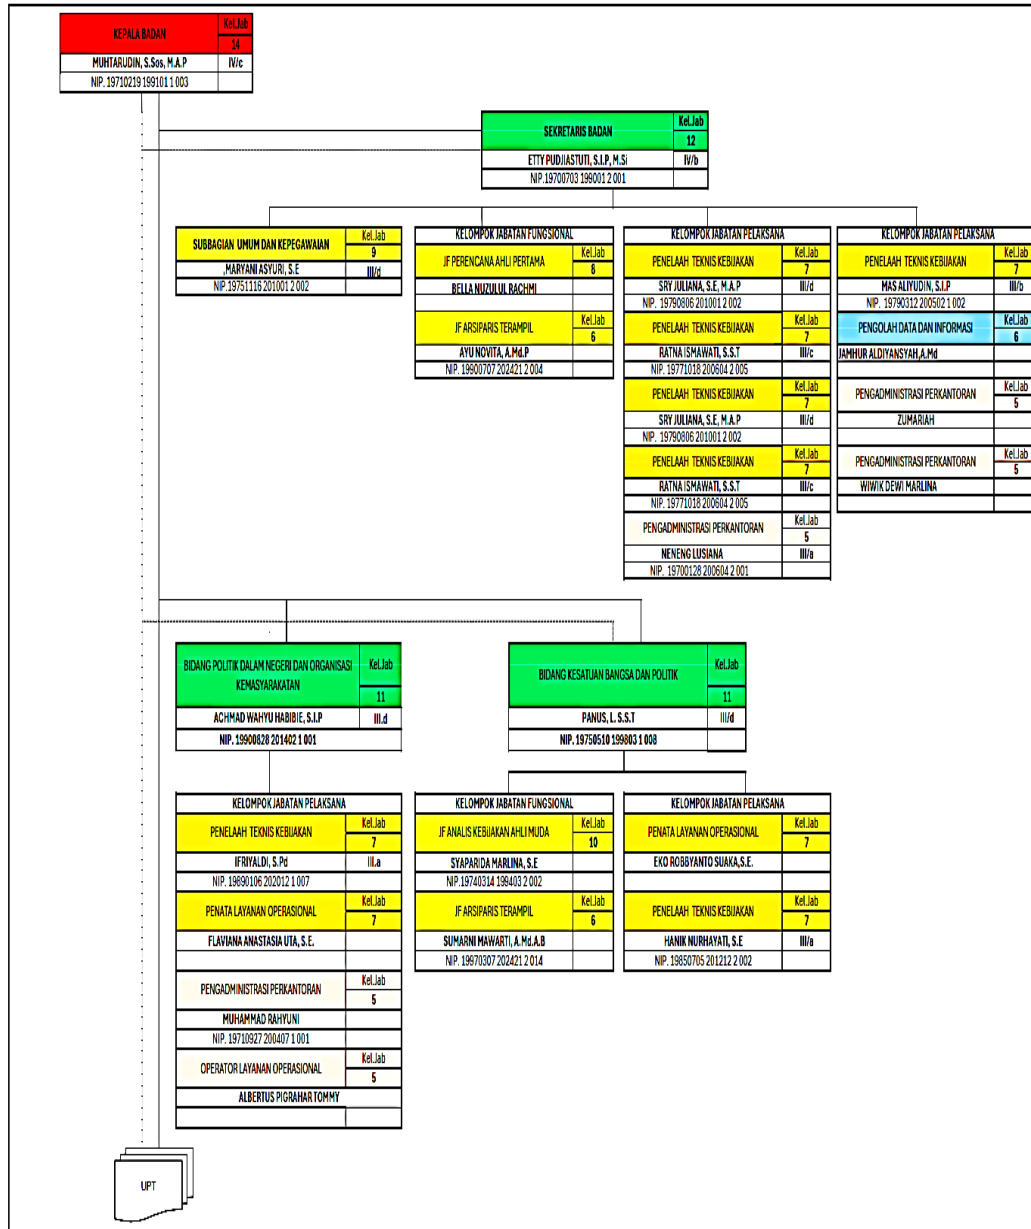 KEPALA BADAN
Kel.Jab
14
MUHTARUDIN, S.Sos, M.A.P
IV/c
NIP. 19710219 199101 1 003
SEKRETARIS BADAN
Kel.Jab
12
ETTY PUDJIASTUTI, S.I.P, M.Si
IV/b
NIP.19700703 199001 2 001
SUBBAGIAN UMUM DAN KEPEGAWAIAN
Kel.Jab
9
,MARYANI ASYURI, S.E
III/d
NIP.19751116 201001 2 002
KELOMPOK JABATAN FUNGSIONAL
JF PERENCANA AHLI PERTAMA
Kel.Jab
8
BELLA NUZULUL RACHMI
JF ARSIPARIS TERAMPIL
Kel.Jab
6
AYU NOVITA, A.Md.P
NIP. 19900707 202421 2 004
KELOMPOK JABATAN PELAKSANA
PENELAAH TEKNIS KEBIJAKAN
Kel.Jab
7
SRY JULIANA, S.E, M.A.P
III/d
NIP. 19790806 201001 2 002
PENELAAH TEKNIS KEBIJAKAN
Kel.Jab
7
RATNA ISMAWATI, S.S.T
III/c
NIP. 19771018 200604 2 005
PENELAAH TEKNIS KEBIJAKAN
Kel.Jab
7
SRY JULIANA, S.E, M.A.P
III/d
NIP. 19790806 201001 2 002
PENELAAH TEKNIS KEBIJAKAN
Kel.Jab
7
RATNA ISMAWATI, S.S.T
III/c
NIP. 19771018 200604 2 005
PENGADMINISTRASI PERKANTORAN
Kel.Jab
5
NENENG LUSIANA
III/a
NIP. 19700128 200604 2 001
KELOMPOK JABATAN PELAKSANA
PENELAAH TEKNIS KEBIJAKAN
Kel.Jab
7
MAS ALIYUDIN, S.I.P
III/b
NIP. 19790312 200502 1 002
PENGOLAH DATA DAN INFORMASI
Kel.Jab
6
JAMHUR ALDIYANSYAH,A.Md
PENGADMINISTRASI PERKANTORAN
Kel.Jab
5
ZUMARIAH
PENGADMINISTRASI PERKANTORAN
Kel.Jab
5
WIWIK DEWI MARLINA
BIDANG POLITIK DALAM NEGERI DAN ORGANISASI
KEMASYARAKATAN
Kel.Jab
11
ACHMAD WAHYU HABIBIE, S.I.P
III.d
NIP. 19900828 201402 1 001
BIDANG KESATUAN BANGSA DAN POLITIK
Kel.Jab
11
PANUS, L. S.S.T
III/d
NIP. 19750510 199803 1 008
KELOMPOK JABATAN PELAKSANA
PENELAAH TEKNIS KEBIJAKAN
Kel.Jab
7
IFRIYALDI, S.Pd
III.a
NIP. 19890106 202012 1 007
PENATA LAYANAN OPERASIONAL
Kel.Jab
7
FLAVIANA ANASTASIA UTA, S.E.
PENGADMINISTRASI PERKANTORAN
Kel.Jab
5
MUHAMMAD RAHYUNI
NIP. 19710927 200407 1 001
OPERATOR LAYANAN OPERASIONAL
Kel.Jab
5
ALBERTUS PIGRAHAR TOMMY
KELOMPOK JABATAN FUNGSIONAL
JF ANALIS KEBIJAKAN AHLI MUDA
Kel.Jab
10
SYAPARIDA MARLINA, S.E
NIP.19740314 199403 2 002
JF ARSIPARIS TERAMPIL
Kel.Jab
6
SUMARNI MAWARTI, A.Md.A.B
NIP. 19970307 202421 2 014
KELOMPOK JABATAN PELAKSANA
PENATA LAYANAN OPERASIONAL
Kel.Jab
7
EKO ROBBYANTO SUAKA,S.E.
PENELAAH TEKNIS KEBIJAKAN
Kel.Jab
7
HANIK NURHAYATI, S.E
III/a
NIP. 19850705 201212 2 002
UPT